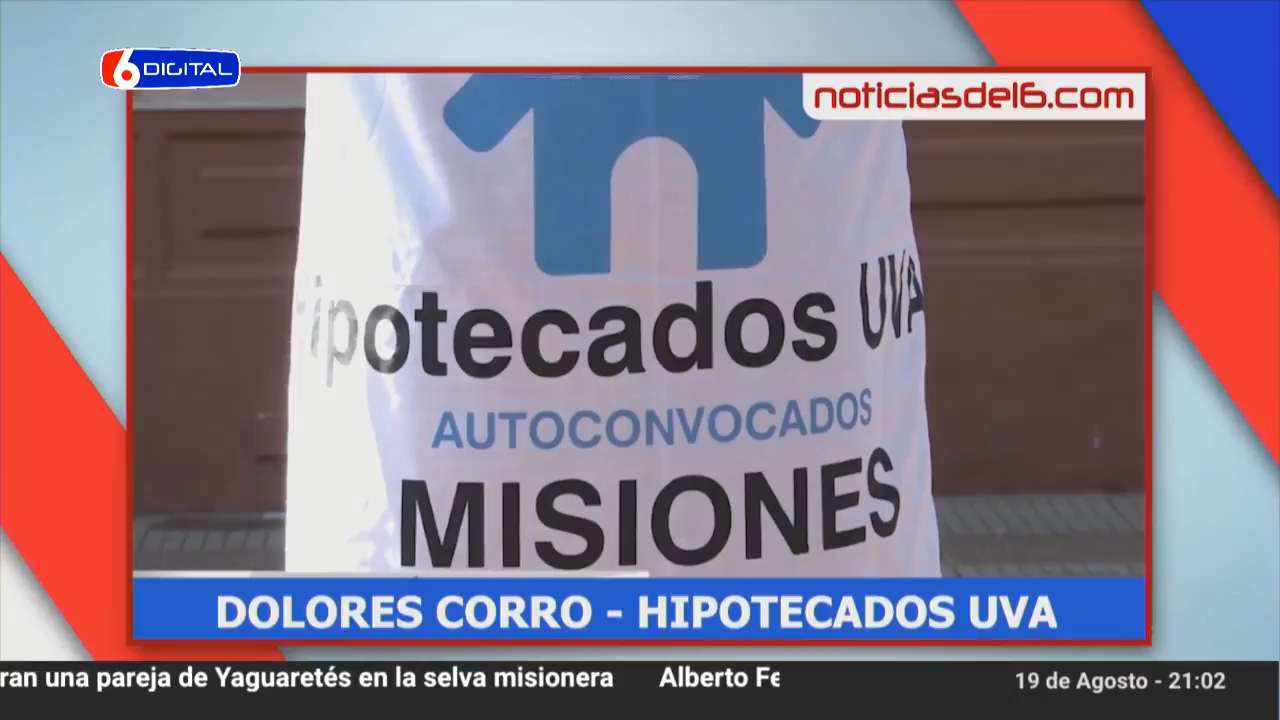 6 DIGITAL
noticiasdel6.com
Hipotecados UVA
AUTOCONVOCADOS
MISIONES
DOLORES CORRO - HIPOTECADOS UVA
ran una pareja de Yaguaretés en la selva misionera Alberto Fe
19 de Agosto - 21:02